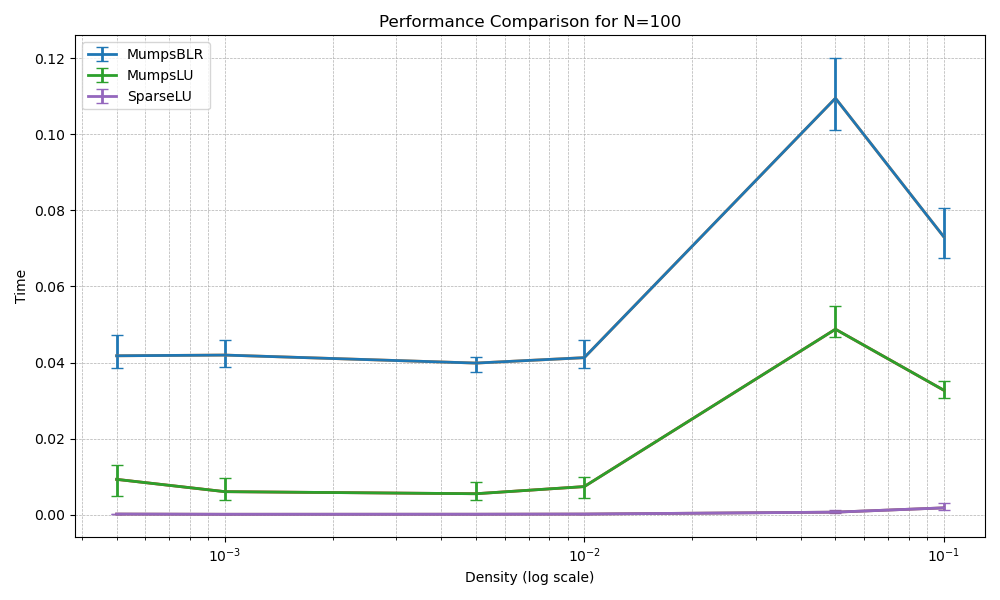 Performance Comparison for N=100
MumpsBLR
MumpsLU
SparseLU
Time
0.12
0.10
0.08
0.06
0.04
0.02
0.00
10⁻³
10⁻²
10⁻¹
Density (log scale)